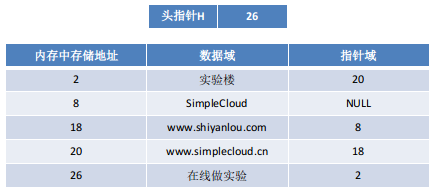 头指针H 26
内存中存储地址 数据域 指针域
2 实验楼 20
8 SimpleCloud NULL
18 www.shiyanlou.com 8
20 www.simplecloud.cn 18
26 在线做实验 2